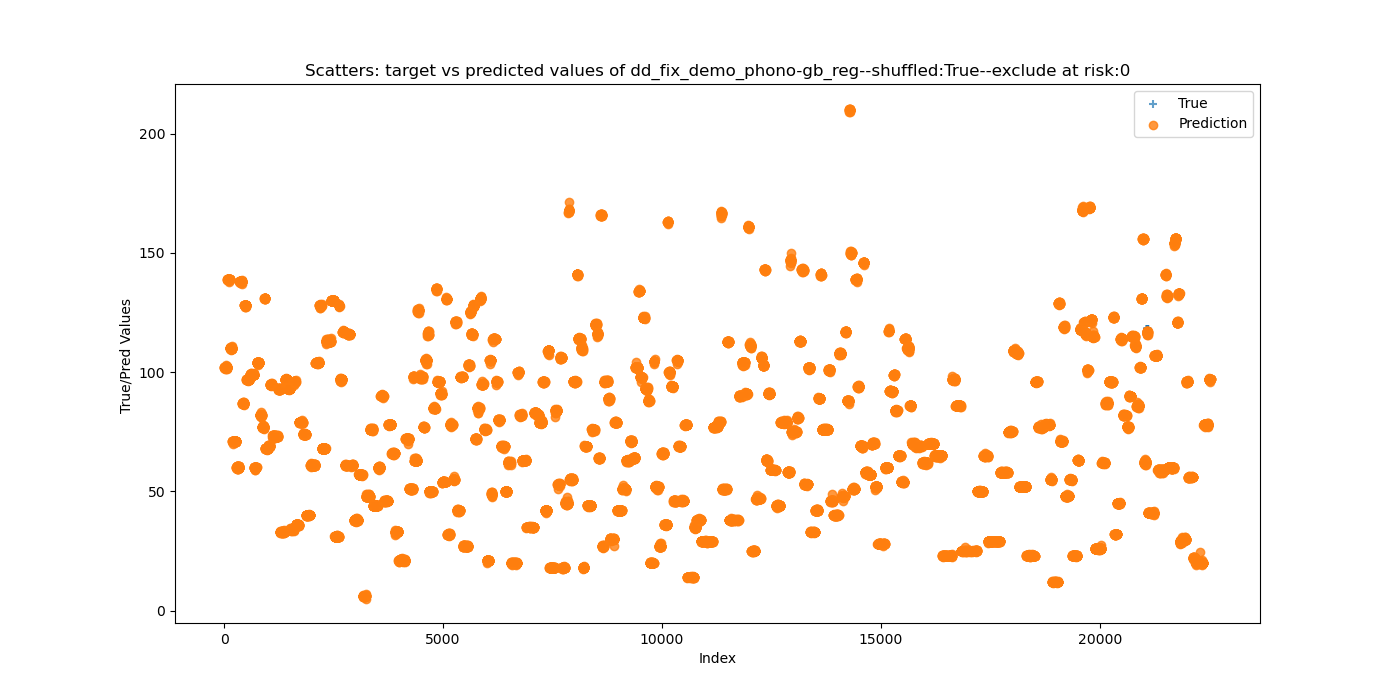 Scatters: target vs predicted values of dd_fix_demo_phono-gb_reg--shuffled:True--exclude at risk:0
True
Prediction
200
150
100
50
0
True/Pred Values
0
5000
10000
15000
20000
Index